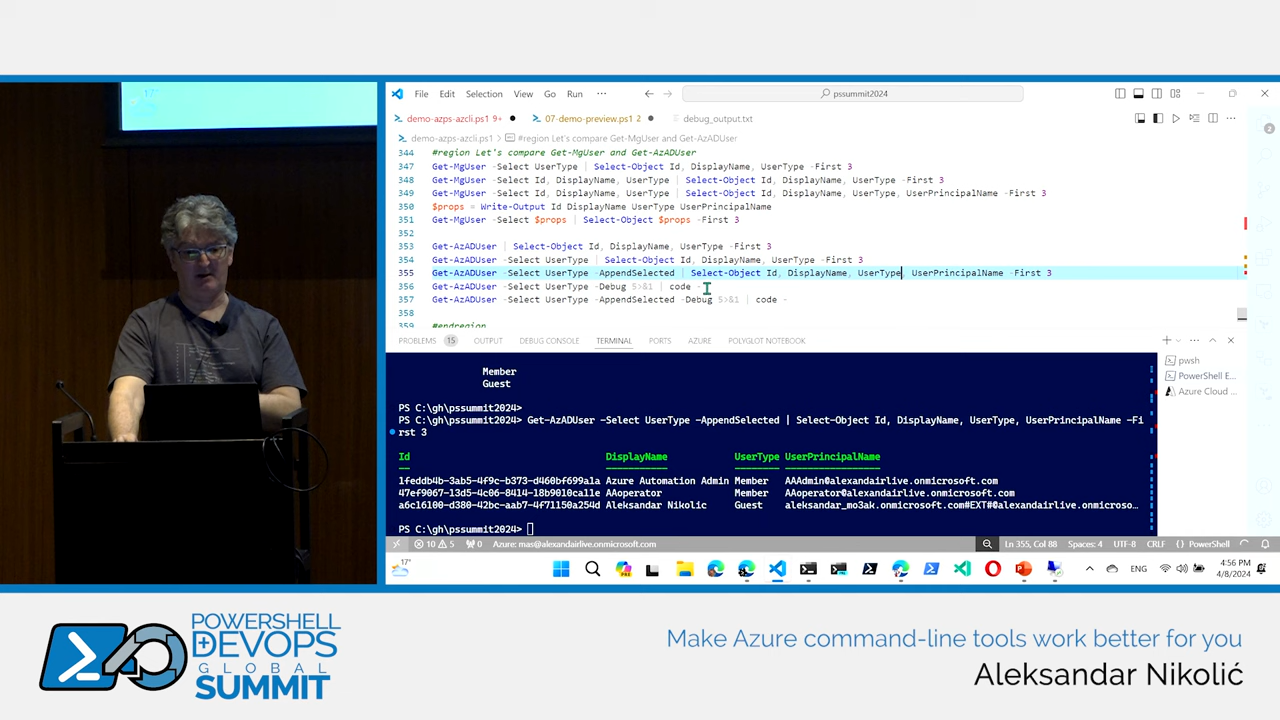 File Edit Selection View Go Run ··· pssummit2024
demo-azps-azcli.ps1 9+ 07-demo-preview.ps1 2 debug_output.txt
demo-azps-azcli.ps1 > #region Let's compare Get-MgUser and Get-AzADUser
344 #region Let's compare Get-MgUser and Get-AzADUser
347 Get-MgUser -Select UserType | Select-Object Id, DisplayName, UserType -First 3
348 Get-MgUser -Select Id, DisplayName, UserType | Select-Object Id, DisplayName, UserType -First 3
349 Get-MgUser -Select Id, DisplayName, UserType | Select-Object Id, DisplayName, UserType, UserPrincipalName -First 3
350 $props = Write-Output Id DisplayName UserType UserPrincipalName
351 Get-MgUser -Select $props | Select-Object $props -First 3
352
353 Get-AzADUser | Select-Object Id, DisplayName, UserType -First 3
354 Get-AzADUser -Select UserType | Select-Object Id, DisplayName, UserType -First 3
355 Get-AzADUser -Select UserType -AppendSelected | Select-Object Id, DisplayName, UserType, UserPrincipalName -First 3
356 Get-AzADUser -Select UserType -Debug 5>&1 | code -
357 Get-AzADUser -Select UserType -AppendSelected -Debug 5>&1 | code -
358
359 #endregion
PROBLEMS 15 OUTPUT DEBUG CONSOLE TERMINAL PORTS AZURE POLYGLOT NOTEBOOK
pwsh
PowerShell E...
Azure Cloud ...
Member
Guest
PS C:\gh\pssummit2024>
PS C:\gh\pssummit2024> Get-AzADUser -Select UserType -AppendSelected | Select-Object Id, DisplayName, UserType, UserPrincipalName -Fi
rst 3
Id DisplayName UserType UserPrincipalName
-- ----------- -------- -----------------
1feddb4b-3ab5-4f9c-b373-d460bf699a1a Azure Automation Admin Member AAAdmin@alexandairlive.onmicrosoft.com
47ef9067-13d5-4c06-8414-18b9010ca11e AAoperator Member AAoperator@alexandairlive.onmicrosoft.com
a6c16100-d380-42bc-aab7-4f71150a254d Aleksandar Nikolic Guest aleksandar_mo3ak.onmicrosoft.com#EXT#@alexandairlive.onmicroso…
PS C:\gh\pssummit2024>
10 5 0 Azure: mas@alexandairlive.onmicrosoft.com Ln 355, Col 88 Spaces: 4 UTF-8 CRLF {} PowerShell
17° ENG 4:56 PM
4/8/2024
POWERSHELL
DEVOPS
GLOBAL
SUMMIT
Make Azure command-line tools work better for you
Aleksandar Nikolić